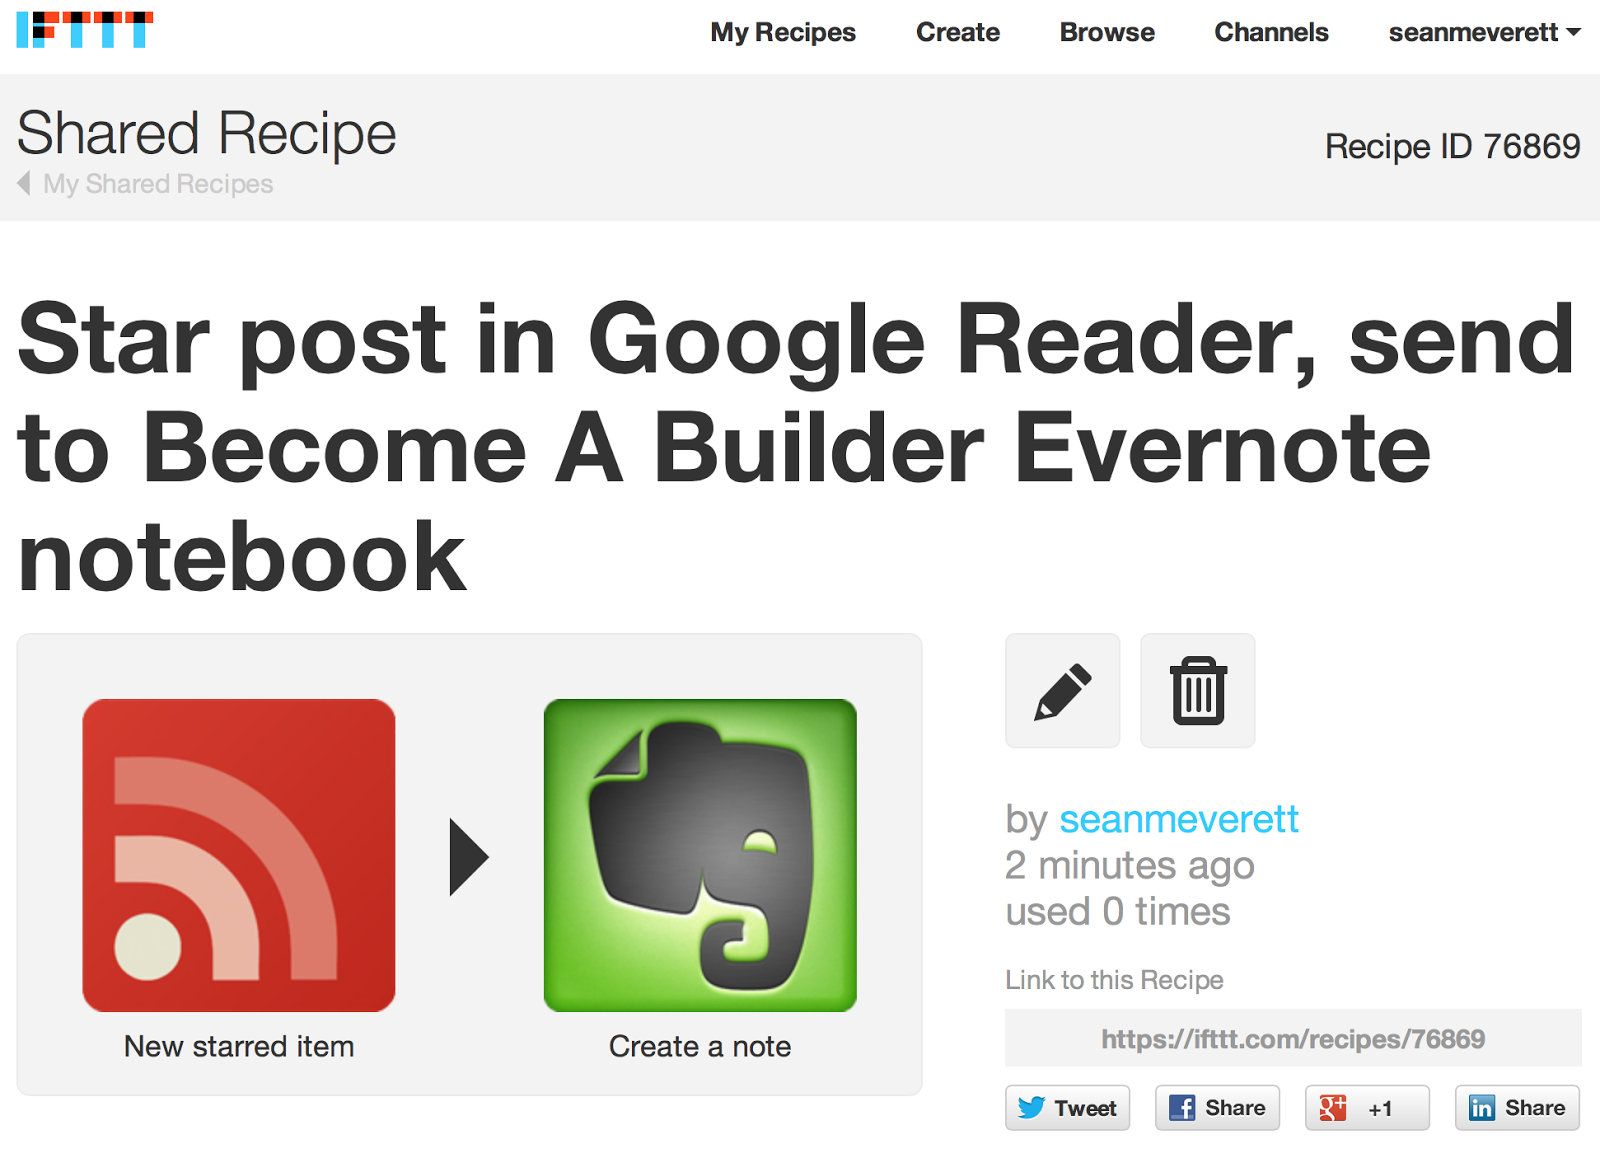 IFTTT
My Recipes Create Browse Channels seanmeverett
Shared Recipe
My Shared Recipes
Recipe ID 76869
Star post in Google Reader, send
to Become A Builder Evernote
notebook
New starred item
Create a note
by seanmeverett
2 minutes ago
used 0 times
Link to this Recipe
https://ifttt.com/recipes/76869
Tweet
f Share
g+ +1
in Share